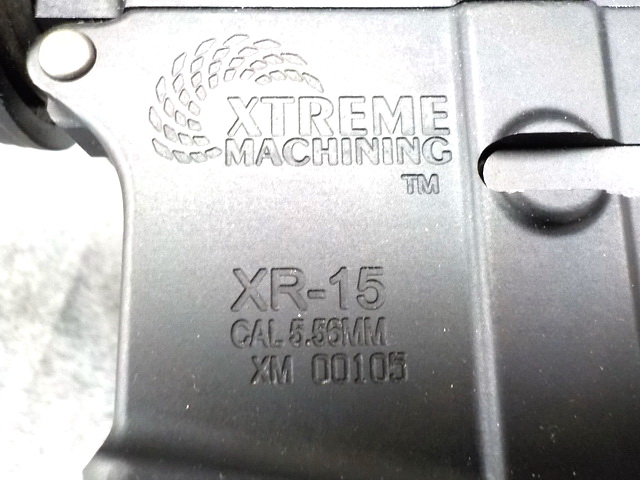 XTREME
MACHINING
TM
XR-15
CAL 5.56MM
XM 00105